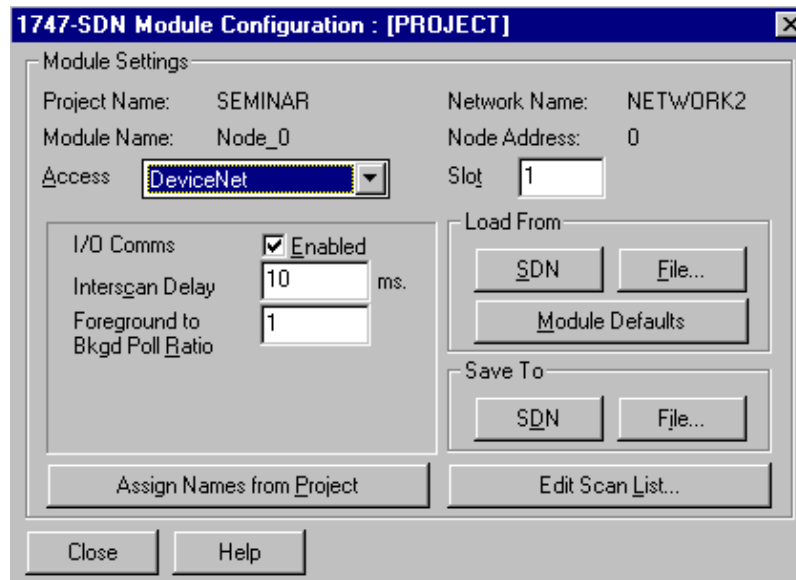 1747-SDN Module Configuration : [PROJECT]
Module Settings
Project Name: SEMINAR Network Name: NETWORK2
Module Name: Node_0 Node Address: 0
Access DeviceNet Slot 1
I/O Comms Enabled
Interscan Delay 10 ms.
Foreground to
Bkgd Poll Ratio 1
Load From
SDN File...
Module Defaults
Save To
SDN File...
Assign Names from Project Edit Scan List...
Close Help